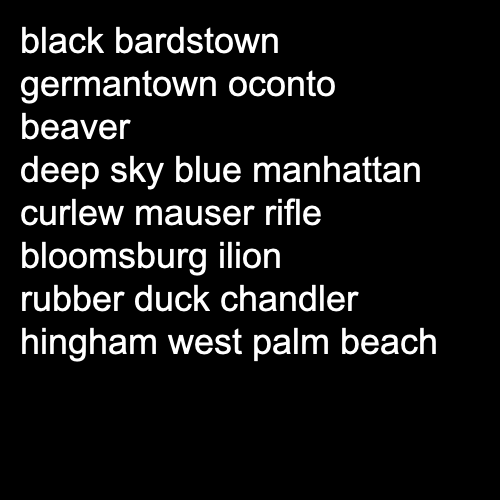 black bardstown
germantown oconto
beaver
deep sky blue manhattan
curlew mauser rifle
bloomsburg ilion
rubber duck chandler
hingham west palm beach